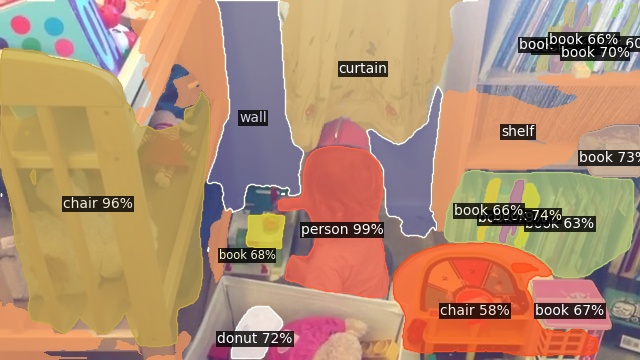 book 66%
book 60
book 70%
curtain
wall
shelf
book 73%
chair 96%
book 66%
74%
book 63%
person 99%
book 68%
chair 58%
book 67%
donut 72%